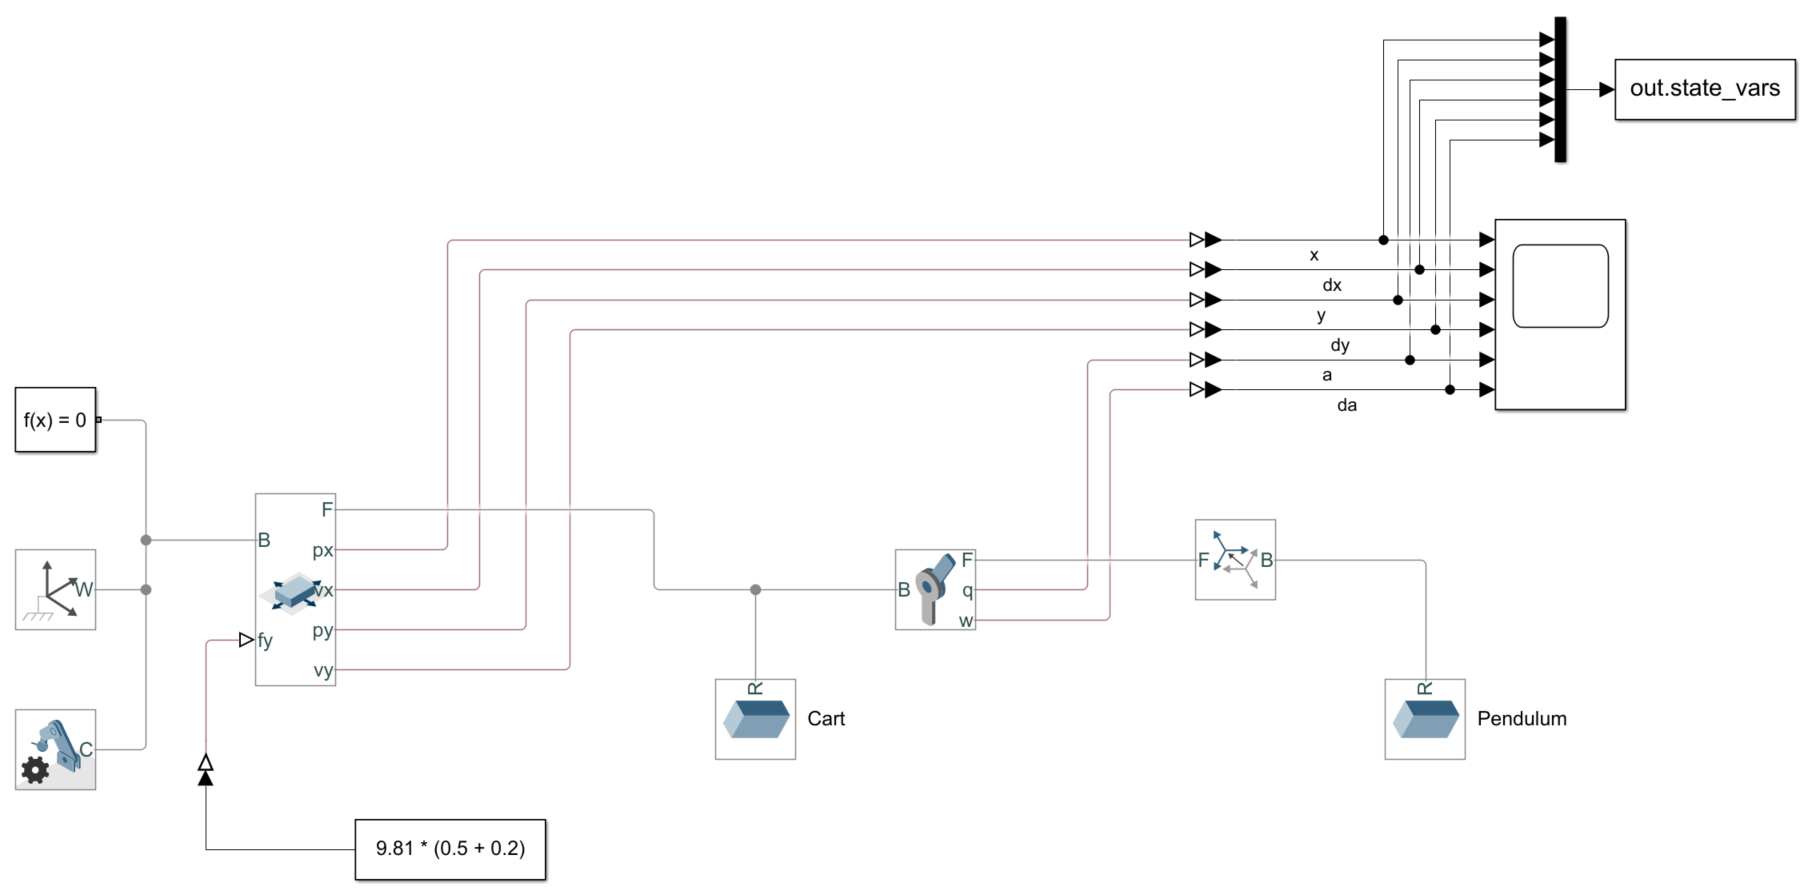 out.state_vars
x
dx
y
dy
a
da
f(x) = 0
W
C
B
fy
F
px
vx
py
vy
B
F
q
w
F
B
R
Cart
R
Pendulum
9.81 * (0.5 + 0.2)